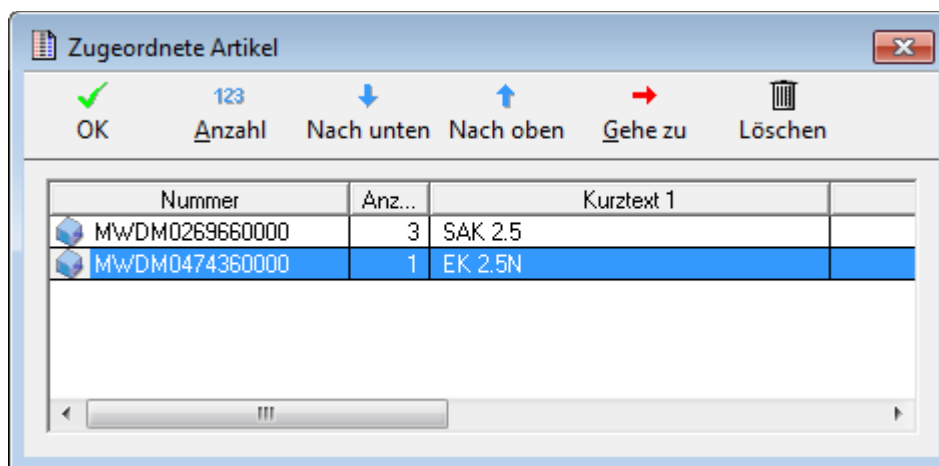 Zugeordnete Artikel
123
OK Anzahl Nach unten Nach oben Gehe zu Löschen
Nummer Anz... Kurztext 1
MWDM0269660000 3 SAK 2.5
MWDM0474360000 1 EK 2.5N